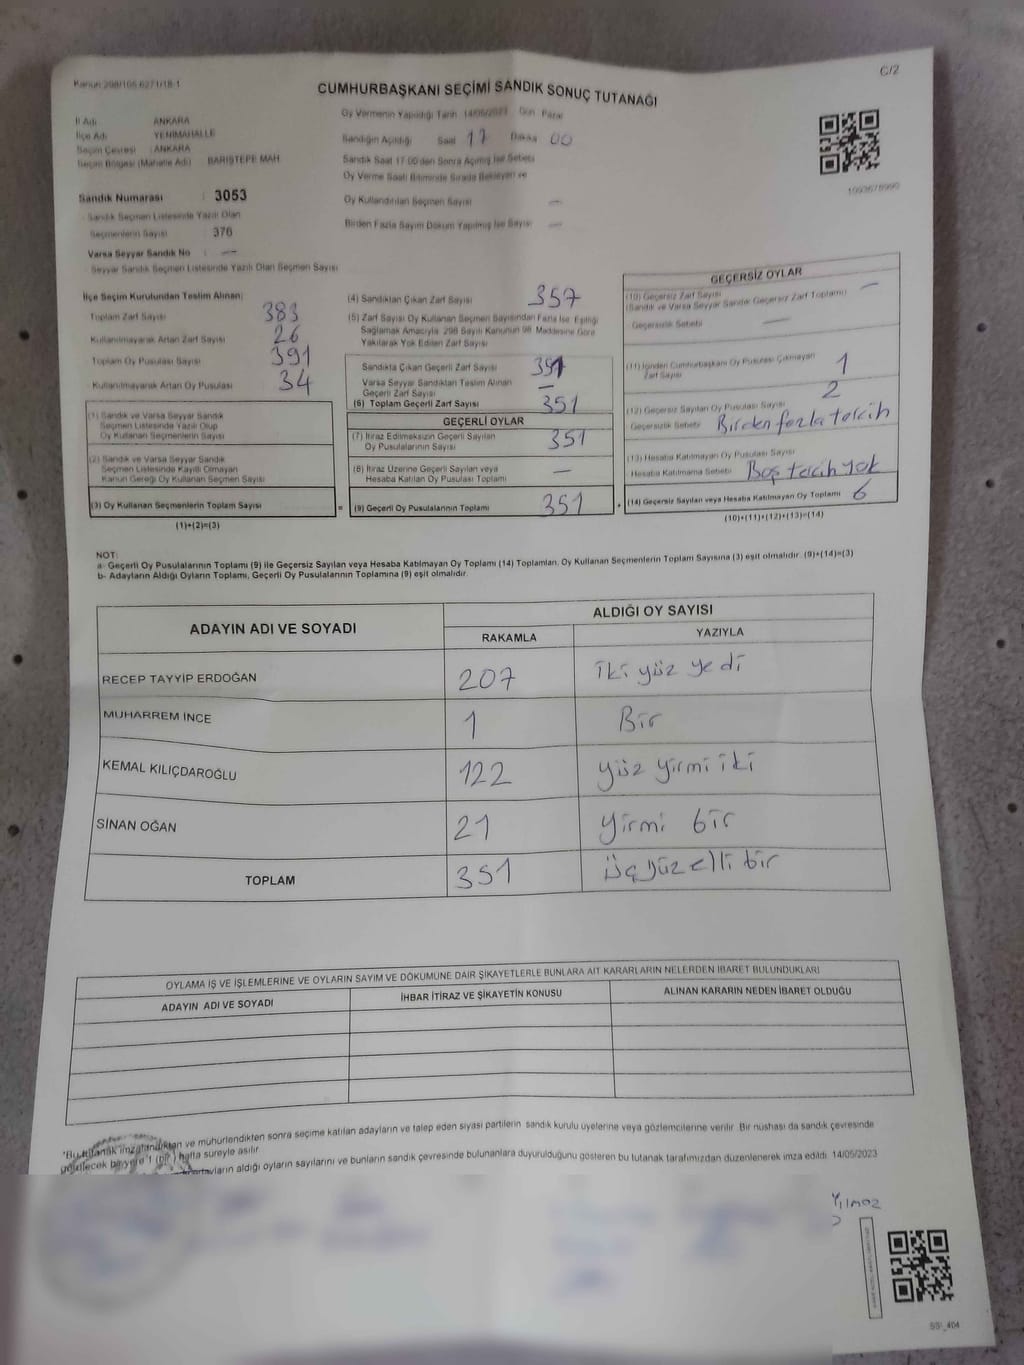 C/2
CUMHURBAŞKANI SEÇİMİ SANDIK SONUÇ TUTANAĞI
İl Adı : ANKARA
İlçe Adı : YENİMAHALLE
Seçim Çevresi : ANKARA
Seçim Bölgesi (Mahalle Adı) : BARIŞTEPE MAH
Sandık Numarası : 3053
Sandık Seçmen Listesinde Yazılı Olan
Seçmenlerin Sayısı : 376
Varsa Seyyar Sandık No : —
Seyyar Sandık Seçmen Listesinde Yazılı Olan Seçmen Sayısı
Oy Vermenin Yapıldığı Tarih 14/05/2023 Gün Pazar
Sandığın Açıldığı Saat 17 Dakika 00
Sandık Saat 17:00'den Sonra Açılmış İse Sebebi
Oy Verme Saati Bitiminde Sırada Bekleyen ve
Oy Kullandırılan Seçmen Sayısı —
Birden Fazla Sayım Döküm Yapılmış İse Sayısı —
İlçe Seçim Kurulundan Teslim Alınan;
Toplam Zarf Sayısı 383
Kullanılmayarak Artan Zarf Sayısı 26
Toplam Oy Pusulası Sayısı 391
Kullanılmayarak Artan Oy Pusulası 34
(1) Sandık ve Varsa Seyyar Sandık
Seçmen Listesinde Yazılı Olup
Oy Kullanan Seçmenlerin Sayısı
(2) Sandık ve Varsa Seyyar Sandık
Seçmen Listesinde Kayıtlı Olmayan
Kanun Gereği Oy Kullanan Seçmen Sayısı
(3) Oy Kullanan Seçmenlerin Toplam Sayısı
(1)+(2)=(3)
(4) Sandıktan Çıkan Zarf Sayısı 357
(5) Zarf Sayısı Oy Kullanan Seçmen Sayısından Fazla İse, Eşitliği
Sağlamak Amacıyla, 298 Sayılı Kanunun 98. Maddesine Göre
Yakılarak Yok Edilen Zarf Sayısı
Sandıkta Çıkan Geçerli Zarf Sayısı 351
Varsa Seyyar Sandıktan Teslim Alınan
Geçerli Zarf Sayısı —
(6) Toplam Geçerli Zarf Sayısı 351
GEÇERLİ OYLAR
(7) İtiraz Edilmeksizin Geçerli Sayılan
Oy Pusulalarının Sayısı 351
(8) İtiraz Üzerine Geçerli Sayılan veya
Hesaba Katılan Oy Pusulası Toplamı —
= (9) Geçerli Oy Pusulalarının Toplamı 351
GEÇERSİZ OYLAR
(10) Geçersiz Zarf Sayısı
(Sandık ve Varsa Seyyar Sandık Geçersiz Zarf Toplamı) —
Geçersizlik Sebebi —
(11) İçinden Cumhurbaşkanı Oy Pusulası Çıkmayan
Zarf Sayısı 1
(12) Geçersiz Sayılan Oy Pusulası Sayısı 2
Geçersizlik Sebebi Birden fazla tercih
(13) Hesaba Katılmayan Oy Pusulası Sayısı
Hesaba Katılmama Sebebi Boş tercih yok
+ (14) Geçersiz Sayılan veya Hesaba Katılmayan Oy Toplamı 6
(10)+(11)+(12)+(13)=(14)
NOT:
a- Geçerli Oy Pusulalarının Toplamı (9) ile Geçersiz Sayılan veya Hesaba Katılmayan Oy Toplamı (14) Toplamları, Oy Kullanan Seçmenlerin Toplam Sayısına (3) eşit olmalıdır. (9)+(14)=(3)
b- Adayların Aldığı Oyların Toplamı, Geçerli Oy Pusulalarının Toplamına (9) eşit olmalıdır.
ADAYIN ADI VE SOYADI
ALDIĞI OY SAYISI
RAKAMLA YAZIYLA
RECEP TAYYİP ERDOĞAN 207 iki yüz yedi
MUHARREM İNCE 1 Bir
KEMAL KILIÇDAROĞLU 122 yüz yirmi iki
SİNAN OĞAN 21 yirmi bir
TOPLAM 351 üçyüz elli bir
OYLAMA İŞ VE İŞLEMLERİNE VE OYLARIN SAYIM VE DÖKÜMÜNE DAİR ŞİKAYETLERLE BUNLARA AİT KARARLARIN NELERDEN İBARET BULUNDUKLARI
ADAYIN ADI VE SOYADI İHBAR İTİRAZ VE ŞİKAYETİN KONUSU ALINAN KARARIN NEDEN İBARET OLDUĞU
"Bu tutanak imzalandıktan ve mühürlendikten sonra seçime katılan adayların ve talep eden siyasi partilerin sandık kurulu üyelerine veya gözlemcilerine verilir. Bir nüshası da sandık çevresinde
görülecek bir yere 1 (bir) hafta süreyle asılır.
aldığı oyların sayılarını ve bunların sandık çevresinde bulunanlara duyurulduğunu gösteren bu tutanak tarafımızdan düzenlenerek imza edildi. 14/05/2023
Yılmaz